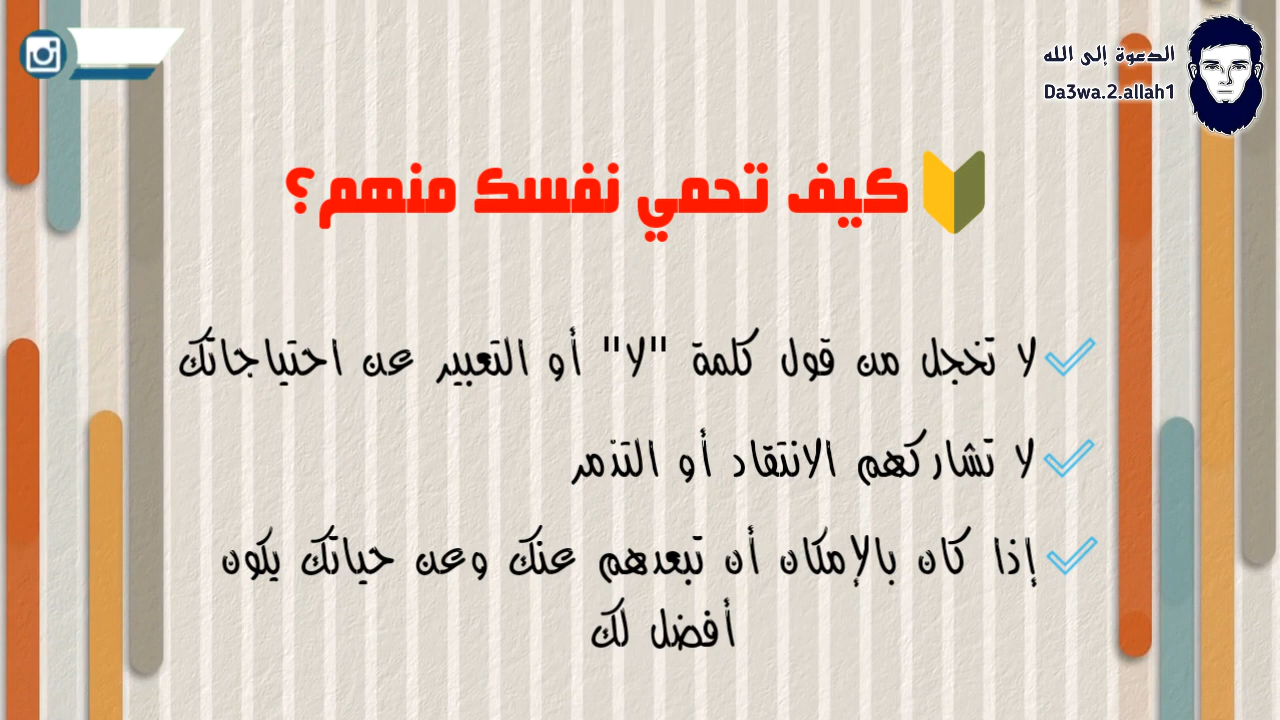 الدعوة إلى الله
Da3wa.2.allah1
كيف تحمي نفسك منهم؟
لا تخجل من قول كلمة "لا" أو التعبير عن احتياجاتك
لا تشاركهم الانتقاد أو التذمر
إذا كان بالإمكان أن تبعدهم عنك وعن حياتك يكون
أفضل لك